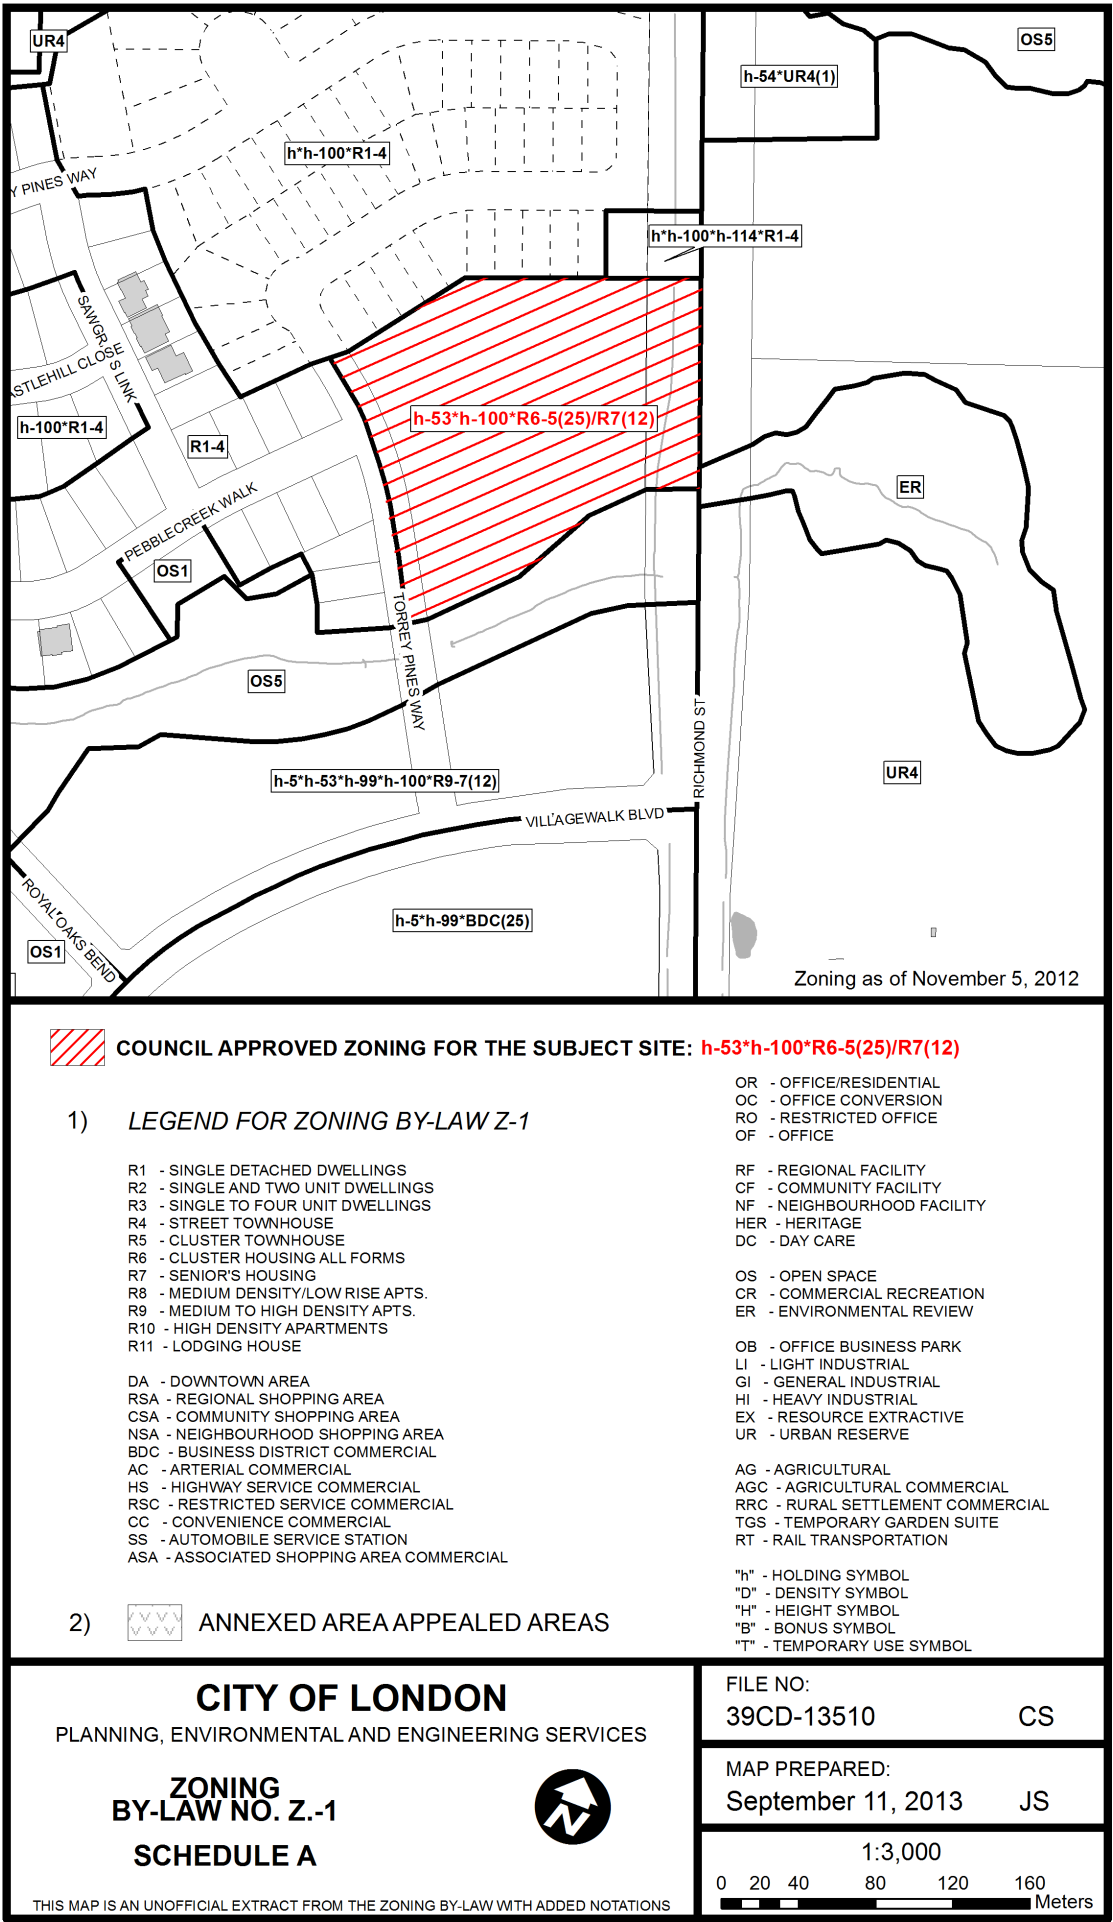 UR4
OS5
h-54*UR4(1)
h*h-100*R1-4
Y PINES WAY
h*h-100*h-114*R1-4
SAWGR S LINK
ASTLEHILL CLOSE
h-100*R1-4
R1-4
h-53*h-100*R6-5(25)/R7(12)
ER
PEBBLECREEK WALK
OS1
TORREY PINES WAY
OS5
RICHMOND ST
h-5*h-53*h-99*h-100*R9-7(12)
UR4
VILLAGEWALK BLVD
ROYAL OAKS BEND
h-5*h-99*BDC(25)
OS1
Zoning as of November 5, 2012
COUNCIL APPROVED ZONING FOR THE SUBJECT SITE: h-53*h-100*R6-5(25)/R7(12)
1) LEGEND FOR ZONING BY-LAW Z-1
R1 - SINGLE DETACHED DWELLINGS
R2 - SINGLE AND TWO UNIT DWELLINGS
R3 - SINGLE TO FOUR UNIT DWELLINGS
R4 - STREET TOWNHOUSE
R5 - CLUSTER TOWNHOUSE
R6 - CLUSTER HOUSING ALL FORMS
R7 - SENIOR'S HOUSING
R8 - MEDIUM DENSITY/LOW RISE APTS.
R9 - MEDIUM TO HIGH DENSITY APTS.
R10 - HIGH DENSITY APARTMENTS
R11 - LODGING HOUSE
DA - DOWNTOWN AREA
RSA - REGIONAL SHOPPING AREA
CSA - COMMUNITY SHOPPING AREA
NSA - NEIGHBOURHOOD SHOPPING AREA
BDC - BUSINESS DISTRICT COMMERCIAL
AC - ARTERIAL COMMERCIAL
HS - HIGHWAY SERVICE COMMERCIAL
RSC - RESTRICTED SERVICE COMMERCIAL
CC - CONVENIENCE COMMERCIAL
SS - AUTOMOBILE SERVICE STATION
ASA - ASSOCIATED SHOPPING AREA COMMERCIAL
OR - OFFICE/RESIDENTIAL
OC - OFFICE CONVERSION
RO - RESTRICTED OFFICE
OF - OFFICE
RF - REGIONAL FACILITY
CF - COMMUNITY FACILITY
NF - NEIGHBOURHOOD FACILITY
HER - HERITAGE
DC - DAY CARE
OS - OPEN SPACE
CR - COMMERCIAL RECREATION
ER - ENVIRONMENTAL REVIEW
OB - OFFICE BUSINESS PARK
LI - LIGHT INDUSTRIAL
GI - GENERAL INDUSTRIAL
HI - HEAVY INDUSTRIAL
EX - RESOURCE EXTRACTIVE
UR - URBAN RESERVE
AG - AGRICULTURAL
AGC - AGRICULTURAL COMMERCIAL
RRC - RURAL SETTLEMENT COMMERCIAL
TGS - TEMPORARY GARDEN SUITE
RT - RAIL TRANSPORTATION
"h" - HOLDING SYMBOL
"D" - DENSITY SYMBOL
"H" - HEIGHT SYMBOL
"B" - BONUS SYMBOL
"T" - TEMPORARY USE SYMBOL
2) ANNEXED AREA APPEALED AREAS
CITY OF LONDON
PLANNING, ENVIRONMENTAL AND ENGINEERING SERVICES
ZONING
BY-LAW NO. Z.-1
SCHEDULE A
N
THIS MAP IS AN UNOFFICIAL EXTRACT FROM THE ZONING BY-LAW WITH ADDED NOTATIONS
FILE NO:
39CD-13510 CS
MAP PREPARED:
September 11, 2013 JS
1:3,000
0 20 40 80 120 160
Meters